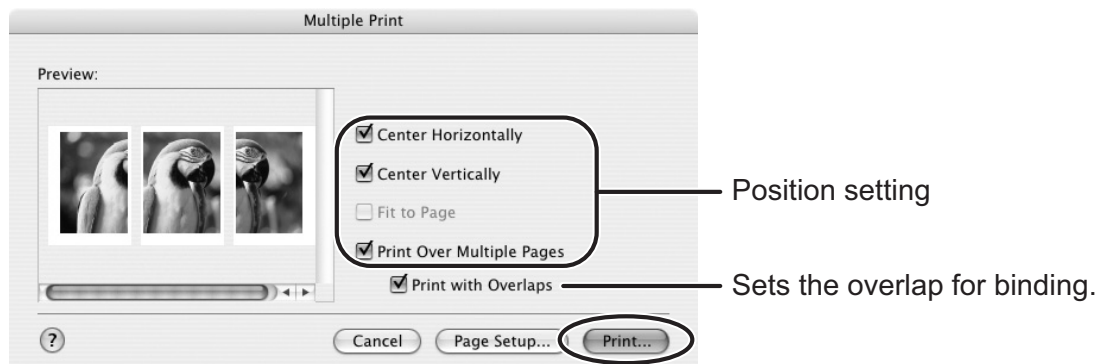 Multiple Print
Preview:
Center Horizontally
Center Vertically
Fit to Page
Print Over Multiple Pages
Print with Overlaps
Position setting
Sets the overlap for binding.
?
Cancel
Page Setup...
Print...